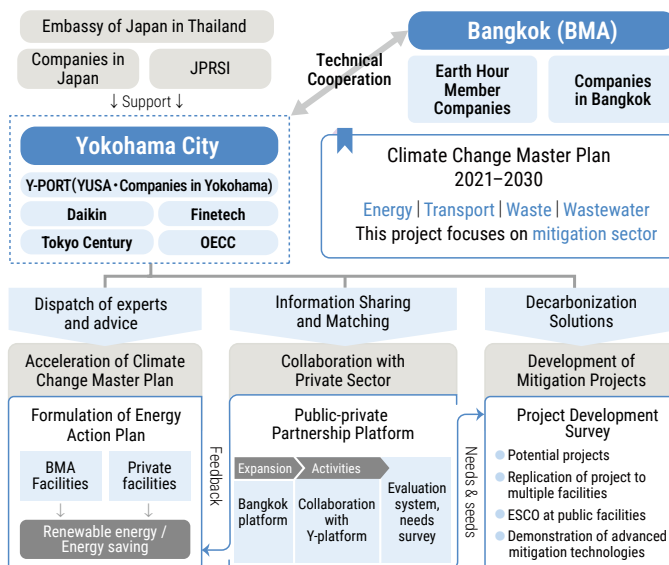 Embassy of Japan in Thailand
Companies in
Japan
JPRSI
↓ Support ↓
Technical
Cooperation
Bangkok (BMA)
Earth Hour
Member
Companies
Companies
in Bangkok
Yokohama City
Y-PORT(YUSA・Companies in Yokohama)
Daikin
Finetech
Tokyo Century
OECC
Climate Change Master Plan
2021–2030
Energy | Transport | Waste | Wastewater
This project focuses on mitigation sector
Dispatch of experts
and advice
Information Sharing
and Matching
Decarbonization
Solutions
Acceleration of Climate
Change Master Plan
Collaboration with
Private Sector
Development of
Mitigation Projects
Formulation of Energy
Action Plan
BMA
Facilities
Private
facilities
Renewable energy /
Energy saving
Feedback
Public-private
Partnership Platform
Expansion
Activities
Bangkok
platform
Collaboration
with
Y-platform
Evaluation
system,
needs
survey
Needs & seeds
Project Development
Survey
Potential projects
Replication of project to
multiple facilities
ESCO at public facilities
Demonstration of advanced
mitigation technologies